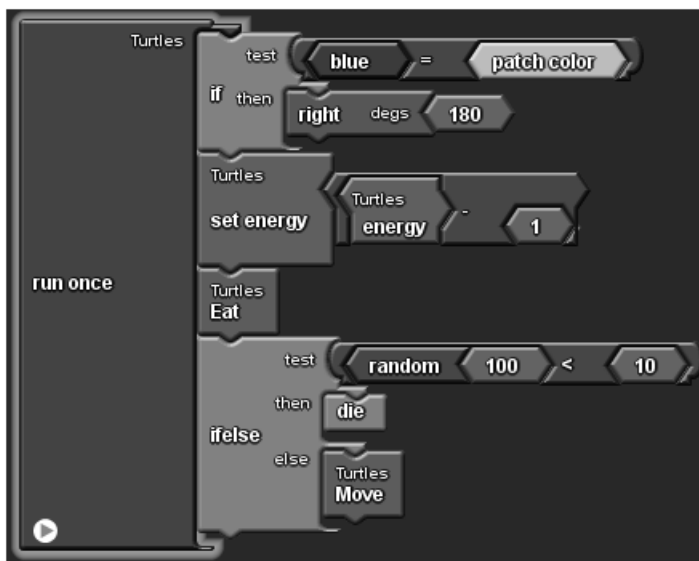 Turtles
test blue = patch color
if then
right degs 180
Turtles
set energy
Turtles
energy - 1
run once
Turtles
Eat
test random 100 < 10
then die
ifelse
else Turtles
Move